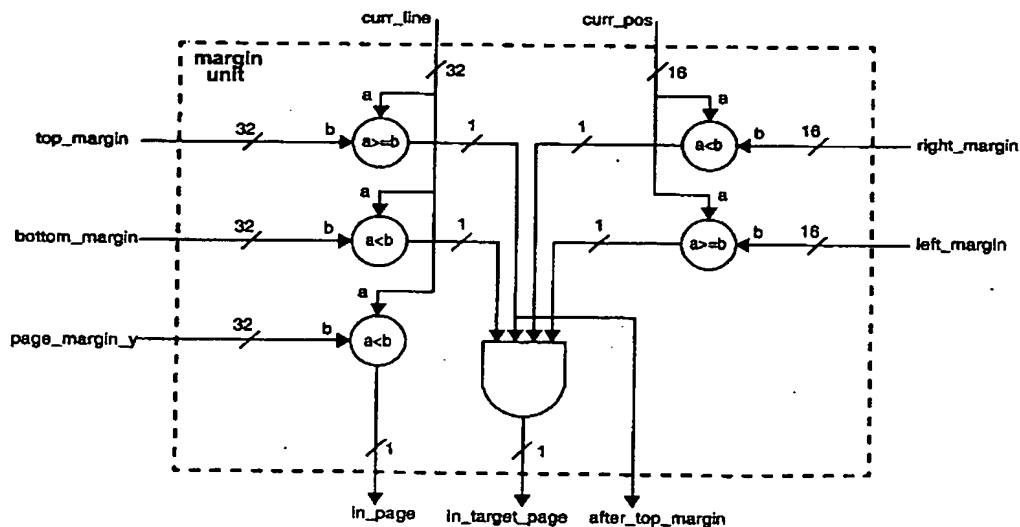 curr_line
curr_pos
margin
unit
32
16
a
a
top_margin
32
b
a>=b
1
1
a<b
b
16
right_margin
a
a
bottom_margin
32
b
a<b
1
1
a>=b
b
16
left_margin
a
page_margin_y
32
b
a<b
1
1
in_page
in_target_page
after_top_margin